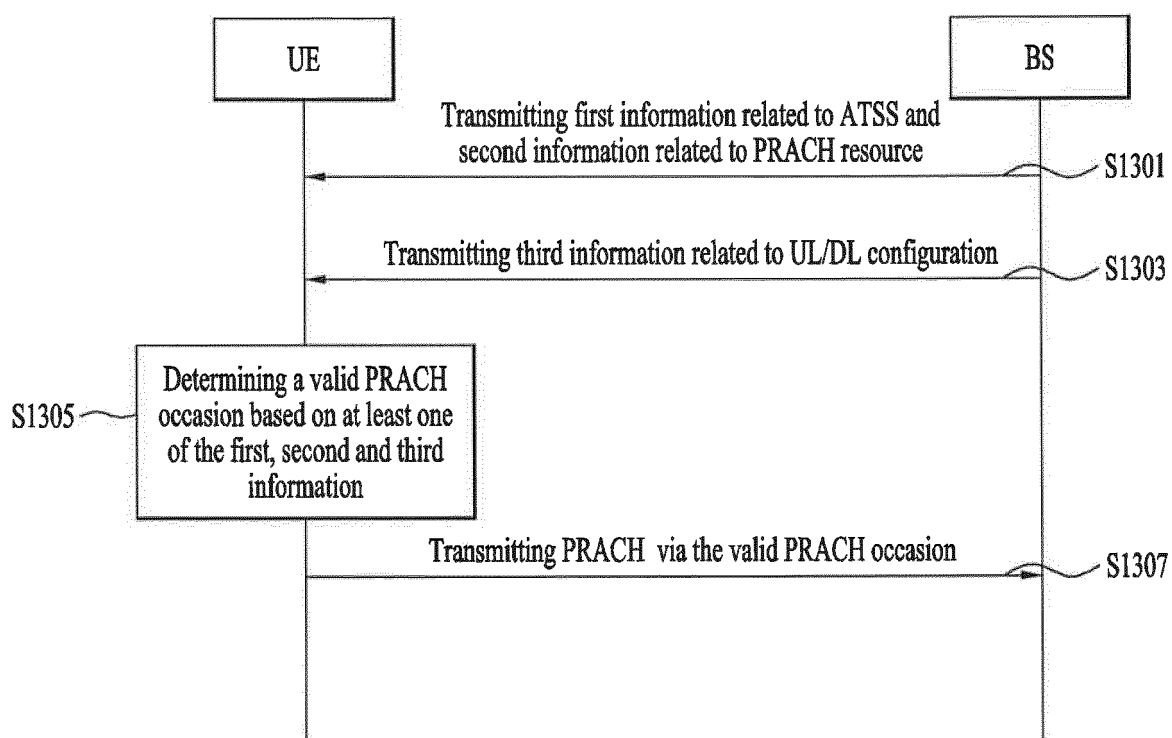 UE
BS
Transmitting first information related to ATSS and
second information related to PRACH resource
S1301
Transmitting third information related to UL/DL configuration
S1303
Determining a valid PRACH
occasion based on at least one
of the first, second and third
information
S1305
Transmitting PRACH via the valid PRACH occasion
S1307